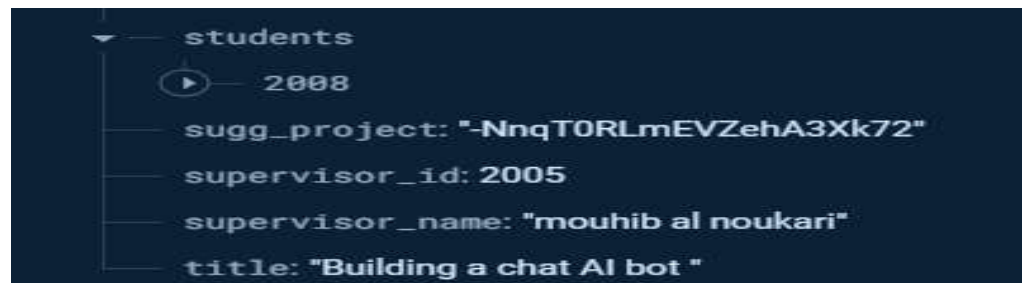 students
2008
sugg_project: "-NnqT0RLmEVZehA3Xk72"
supervisor_id: 2005
supervisor_name: "mouhib al noukari"
title: "Building a chat AI bot "